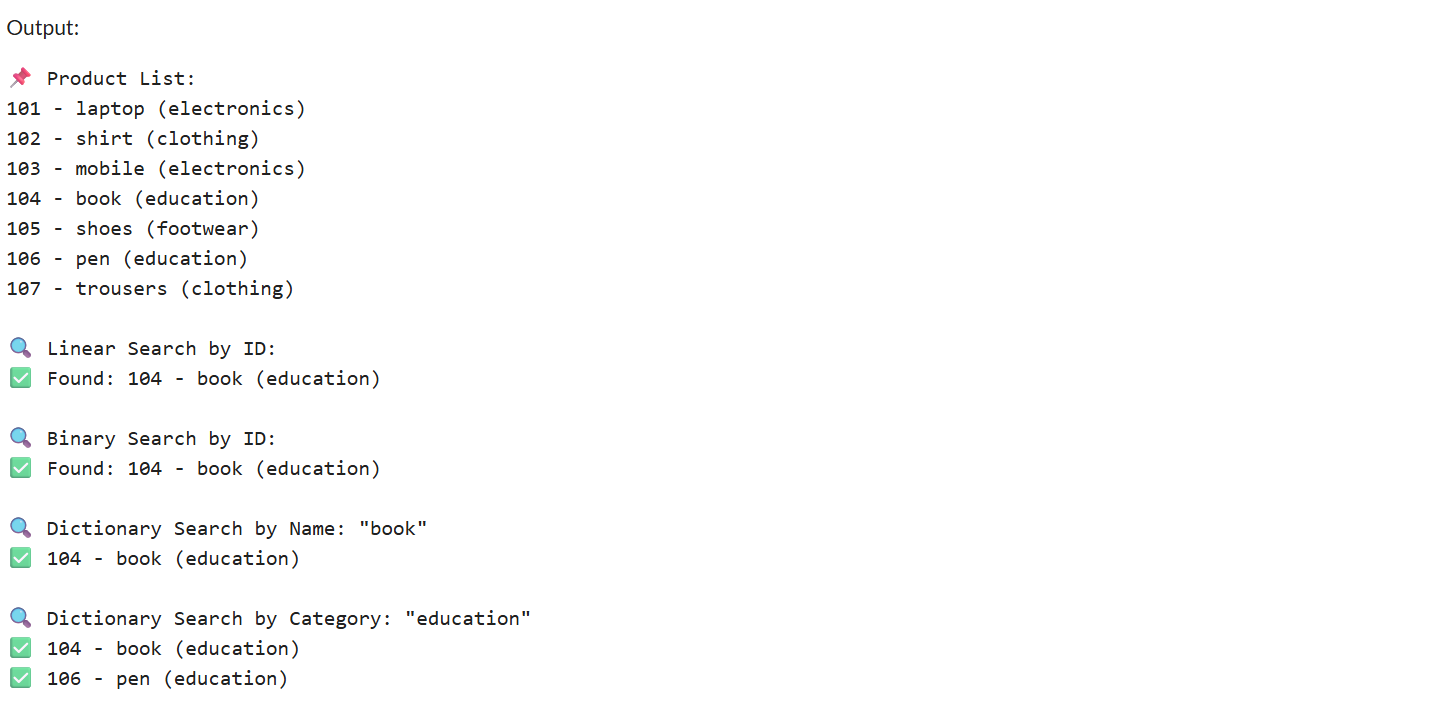 Output:
📌 Product List:
101 - laptop (electronics)
102 - shirt (clothing)
103 - mobile (electronics)
104 - book (education)
105 - shoes (footwear)
106 - pen (education)
107 - trousers (clothing)
🔍 Linear Search by ID:
✅ Found: 104 - book (education)
🔍 Binary Search by ID:
✅ Found: 104 - book (education)
🔍 Dictionary Search by Name: "book"
✅ 104 - book (education)
🔍 Dictionary Search by Category: "education"
✅ 104 - book (education)
✅ 106 - pen (education)